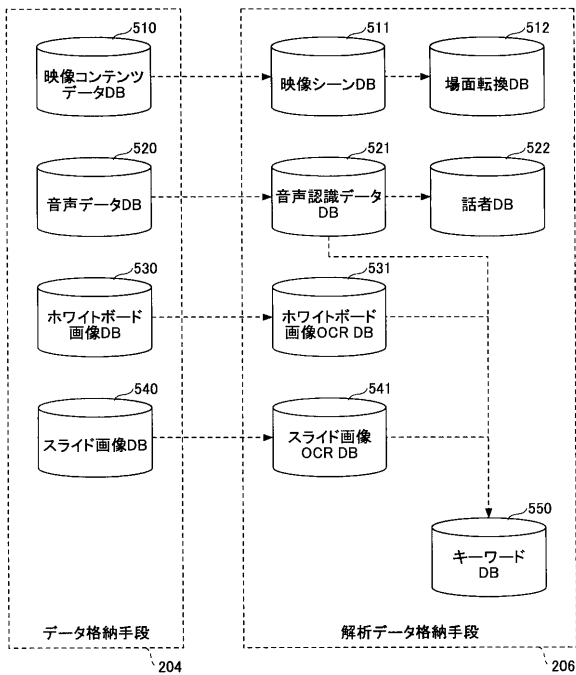 510
映像コンテンツ
データDB
511
映像シーンDB
512
場面転換DB
520
音声データDB
521
音声認識データ
DB
522
話者DB
530
ホワイトボード
画像DB
531
ホワイトボード
画像OCR DB
540
スライド画像DB
541
スライド画像
OCR DB
550
キーワード
DB
データ格納手段
204
解析データ格納手段
206